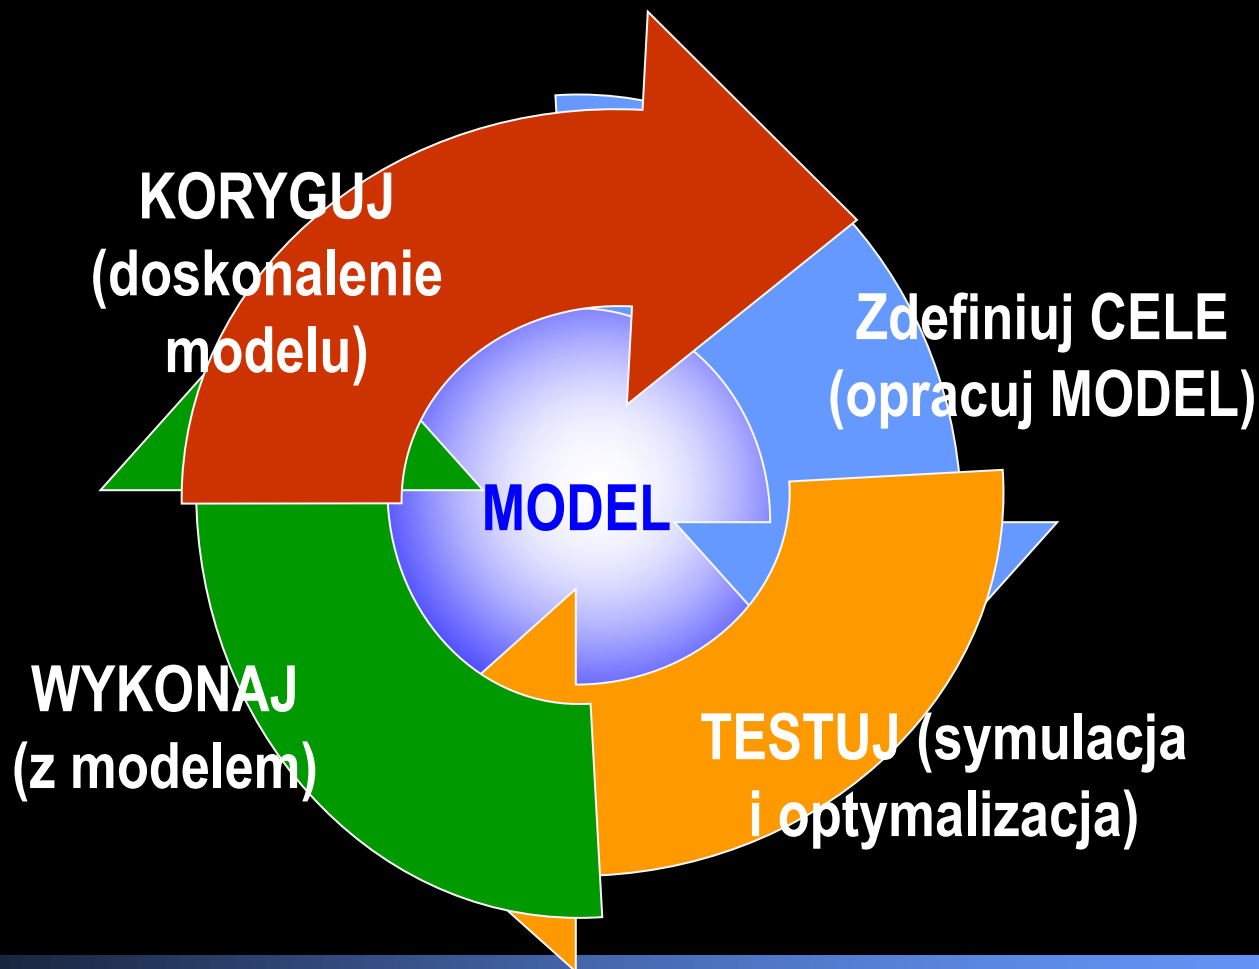 KORYGUJ
(doskonalenie
modelu)
Zdefiniuj CELE
(opracuj MODEL)
MODEL
WYKONAJ
(z modelem)
TESTUJ (symulacja
i optymalizacja)